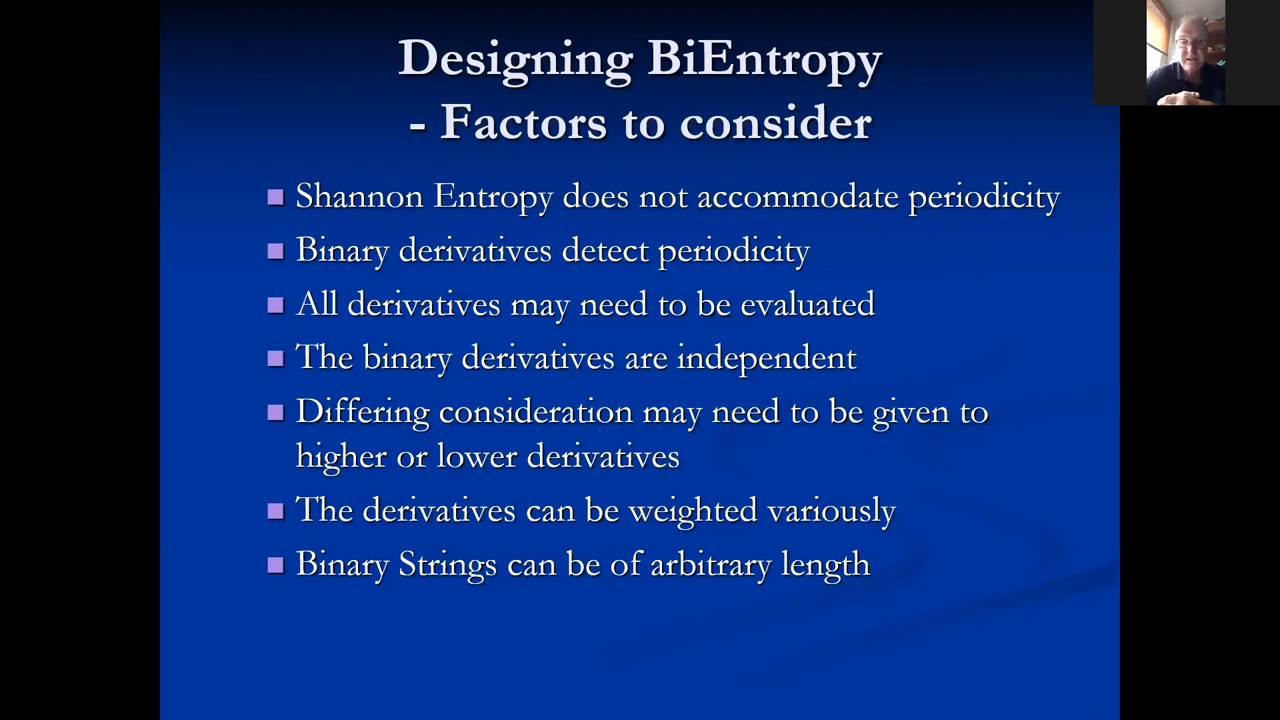 Designing BiEntropy
- Factors to consider
Shannon Entropy does not accommodate periodicity
Binary derivatives detect periodicity
All derivatives may need to be evaluated
The binary derivatives are independent
Differing consideration may need to be given to
higher or lower derivatives
The derivatives can be weighted variously
Binary Strings can be of arbitrary length